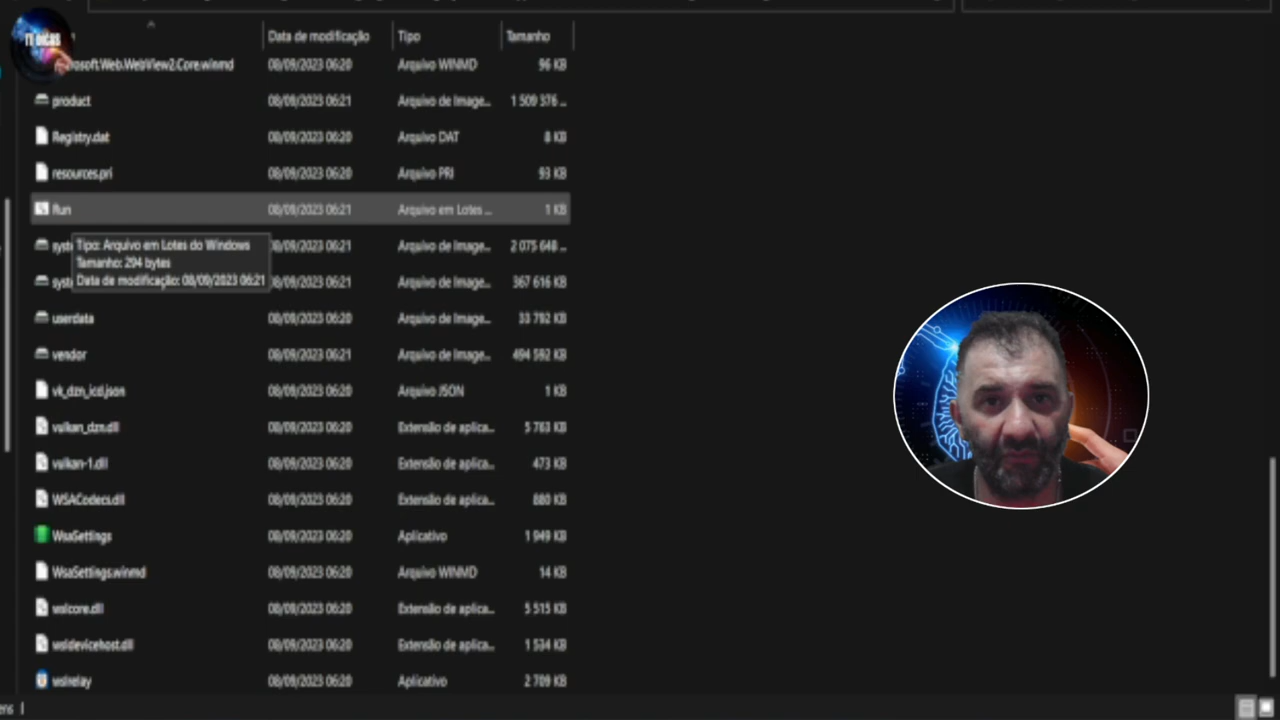 TI DICAS
Data de modificação Tipo Tamanho
rosoft.Web.WebView2.Core.winmd 08/09/2023 06:20 Arquivo WINMD 96 KB
product 08/09/2023 06:21 Arquivo de Image... 1 509 376 ...
Registry.dat 08/09/2023 06:20 Arquivo DAT 8 KB
resources.pri 08/09/2023 06:20 Arquivo PRI 93 KB
Run 08/09/2023 06:21 Arquivo em Lotes ... 1 KB
syst 08/09/2023 06:21 Arquivo de Image... 2 075 648 ...
Tipo: Arquivo em Lotes do Windows
Tamanho: 294 bytes
Data de modificação: 08/09/2023 06:21
syst 08/09/2023 06:21 Arquivo de Image... 367 616 KB
userdata 08/09/2023 06:20 Arquivo de Image... 33 792 KB
vendor 08/09/2023 06:21 Arquivo de Image... 494 592 KB
vk_dzn_icd.json 08/09/2023 06:20 Arquivo JSON 1 KB
vulkan_dzn.dll 08/09/2023 06:20 Extensão de aplica... 5 783 KB
vulkan-1.dll 08/09/2023 06:20 Extensão de aplica... 473 KB
WSACodecs.dll 08/09/2023 06:20 Extensão de aplica... 880 KB
WsaSettings 08/09/2023 06:20 Aplicativo 1 949 KB
WsaSettings.winmd 08/09/2023 06:20 Arquivo WINMD 14 KB
wslcore.dll 08/09/2023 06:20 Extensão de aplica... 5 515 KB
wsldevicehost.dll 08/09/2023 06:20 Extensão de aplica... 1 534 KB
wslrelay 08/09/2023 06:20 Aplicativo 2 709 KB
ens